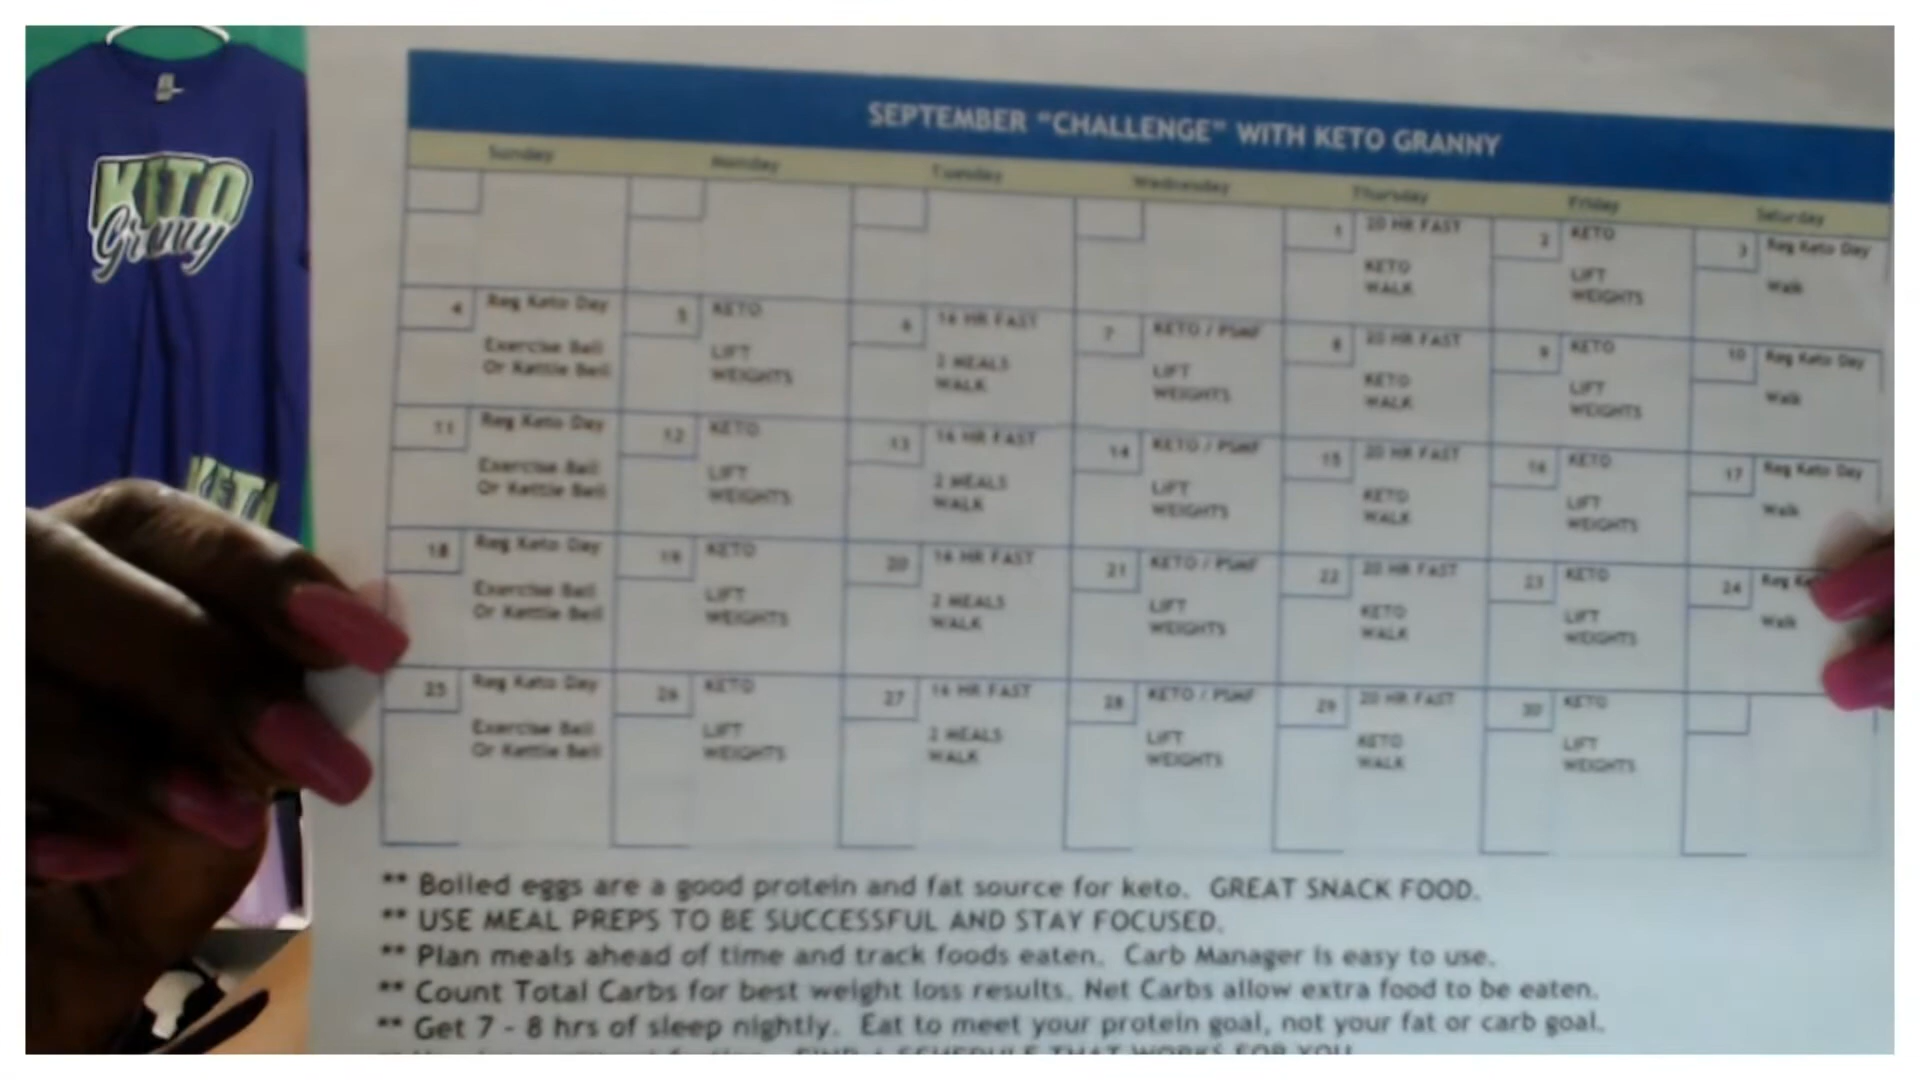 KETO
Granny
KETO
SEPTEMBER "CHALLENGE" WITH KETO GRANNY
Sunday Monday Tuesday Wednesday Thursday Friday Saturday
1 20 HR FAST 2 KETO 3 Reg Keto Day
KETO LIFT Walk
WALK WEIGHTS
4 Reg Keto Day 5 KETO 6 16 HR FAST 7 KETO / PSMF 8 20 HR FAST 9 KETO 10 Reg Keto Day
Exercise Ball LIFT 2 MEALS LIFT KETO LIFT Walk
Or Kettle Bell WEIGHTS WALK WEIGHTS WALK WEIGHTS
11 Reg Keto Day 12 KETO 13 16 HR FAST 14 KETO / PSMF 15 20 HR FAST 16 KETO 17 Reg Keto Day
Exercise Ball LIFT 2 MEALS LIFT KETO LIFT Walk
Or Kettle Bell WEIGHTS WALK WEIGHTS WALK WEIGHTS
18 Reg Keto Day 19 KETO 20 16 HR FAST 21 KETO / PSMF 22 20 HR FAST 23 KETO 24 Reg
Exercise Ball LIFT 2 MEALS LIFT KETO LIFT Walk
Or Kettle Bell WEIGHTS WALK WEIGHTS WALK WEIGHTS
25 Reg Keto Day 26 KETO 27 16 HR FAST 28 KETO / PSMF 29 20 HR FAST 30 KETO
Exercise Ball LIFT 2 MEALS LIFT KETO LIFT
Or Kettle Bell WEIGHTS WALK WEIGHTS WALK WEIGHTS
** Boiled eggs are a good protein and fat source for keto. GREAT SNACK FOOD.
** USE MEAL PREPS TO BE SUCCESSFUL AND STAY FOCUSED.
** Plan meals ahead of time and track foods eaten. Carb Manager is easy to use.
** Count Total Carbs for best weight loss results. Net Carbs allow extra food to be eaten.
** Get 7 - 8 hrs of sleep nightly. Eat to meet your protein goal, not your fat or carb goal.
FIND A SCHEDULE THAT WORKS FOR YOU